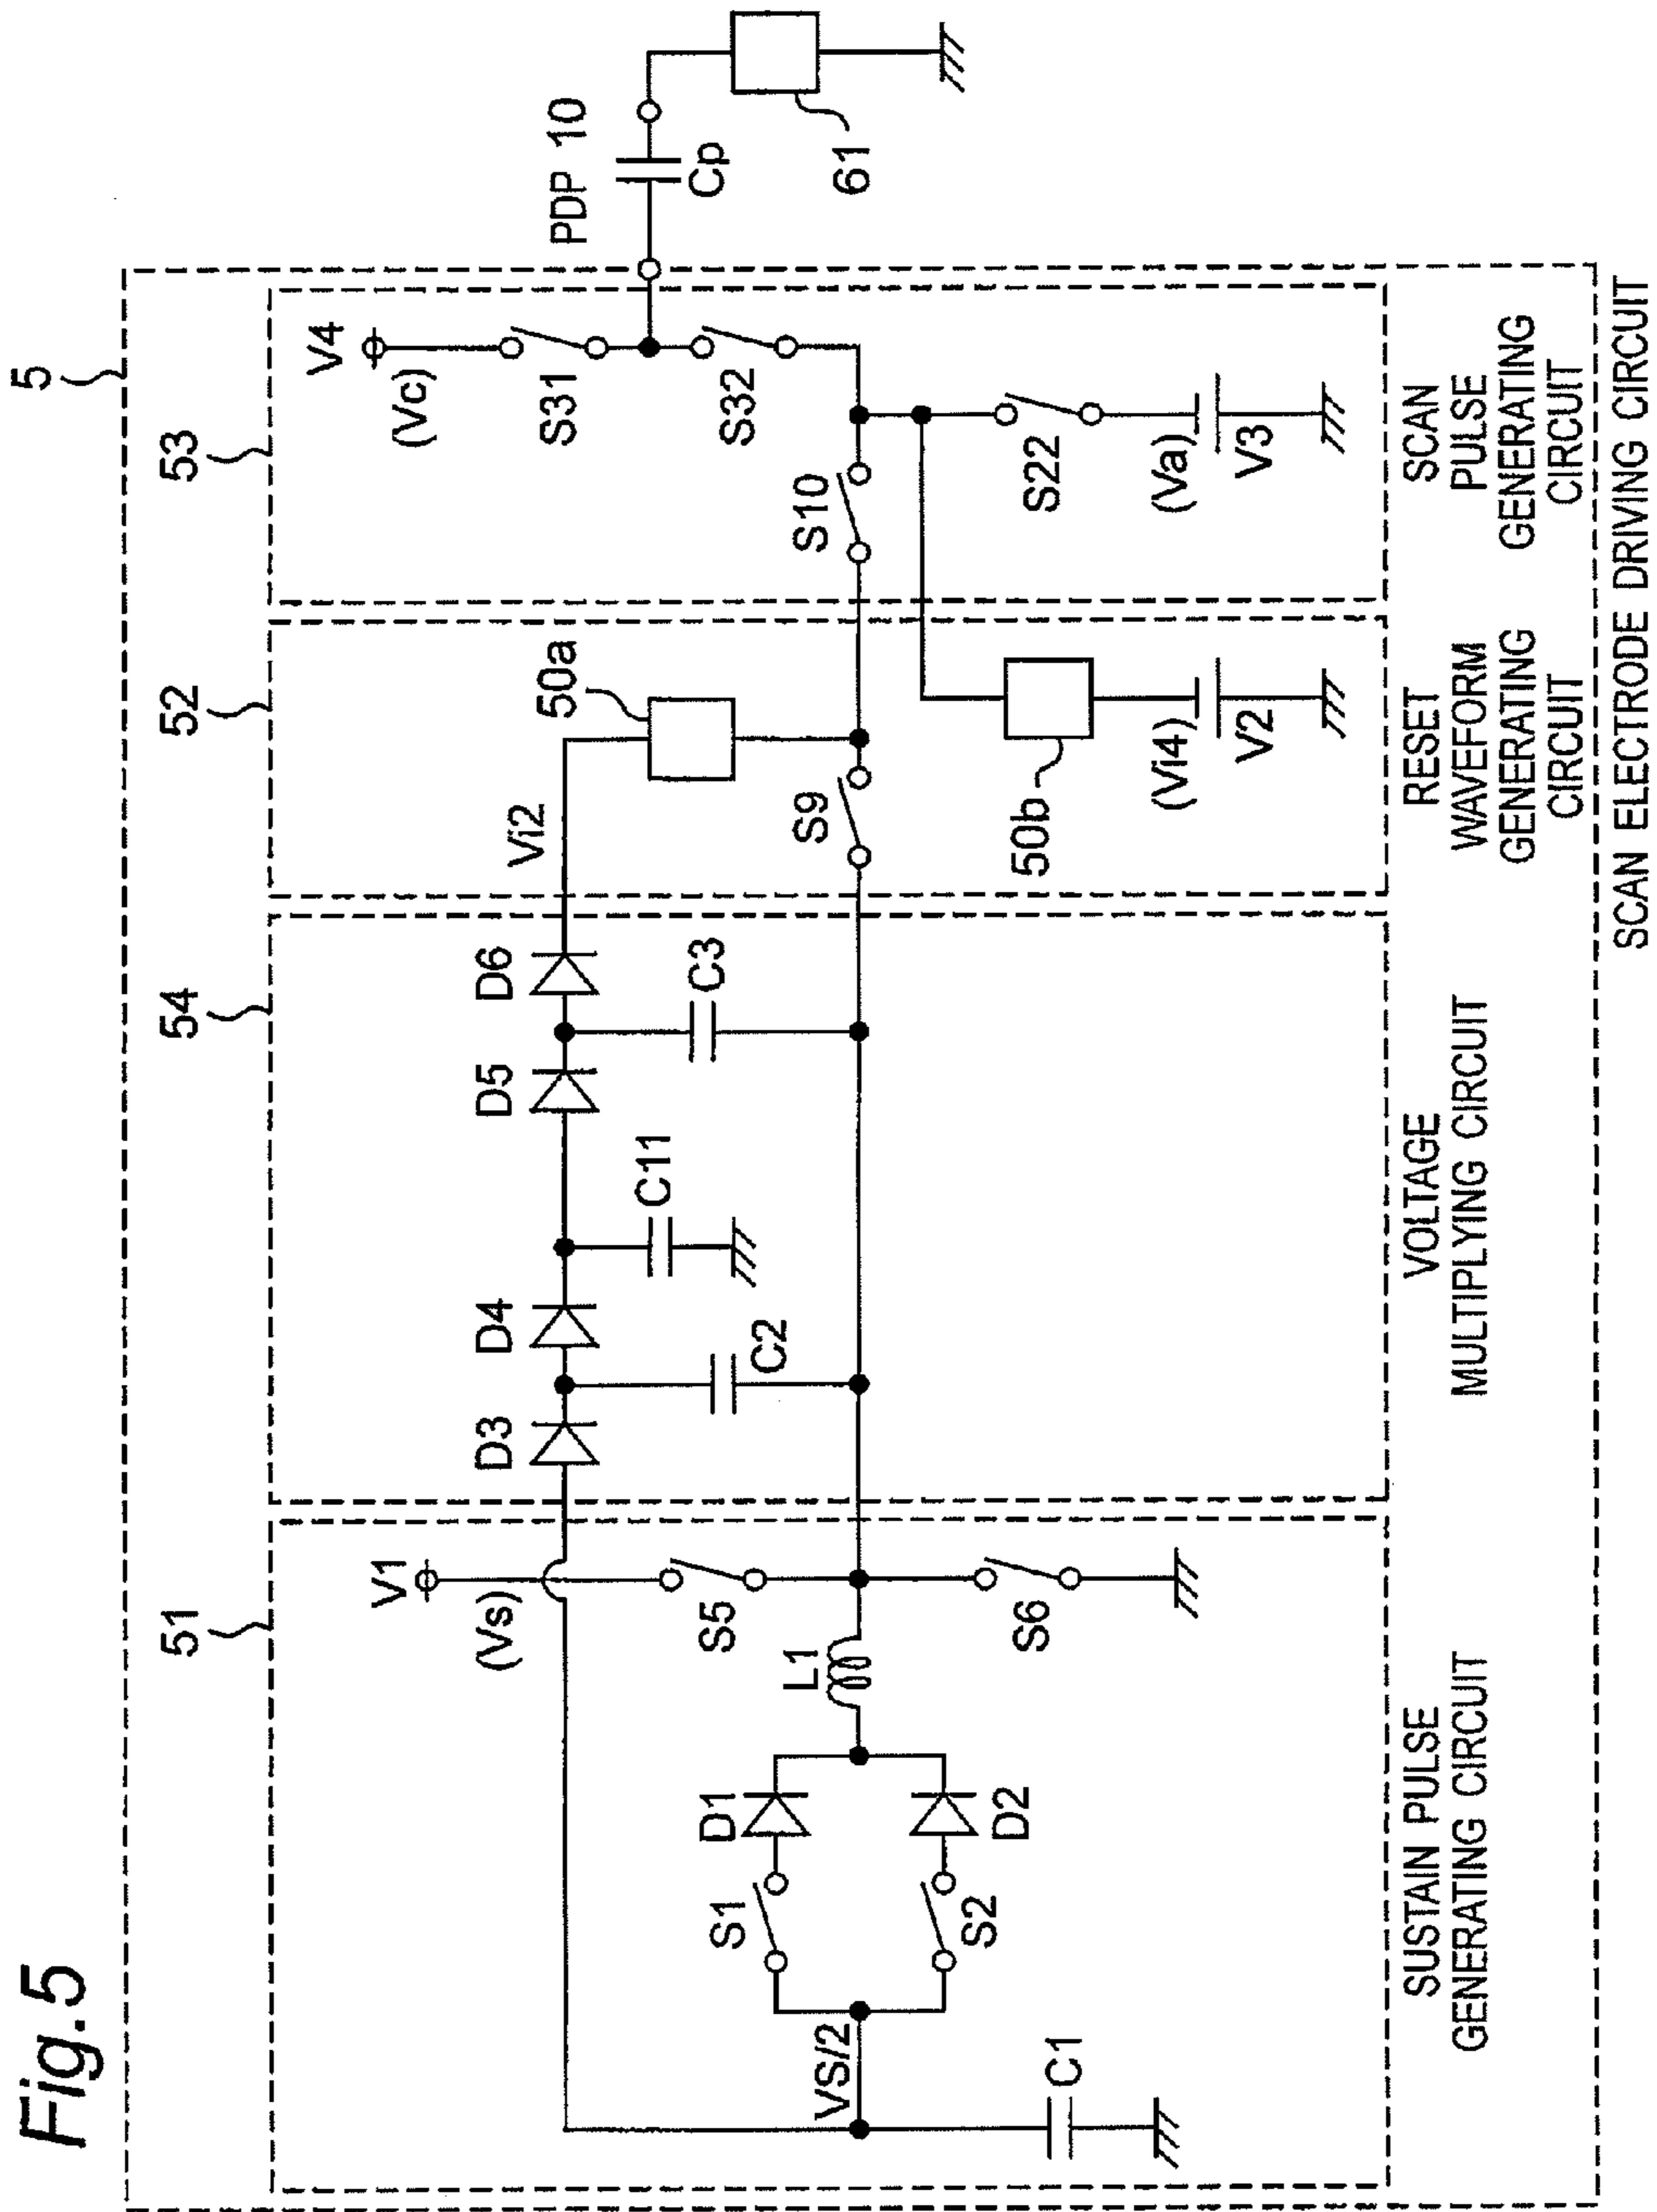 Fig.5
5
51
54
52
53
V1
(Vs)
S5
S6
L1
D1
D2
S1
S2
VS/2
C1
D3
D4
D5
D6
C2
C11
C3
Vi2
50a
S9
50b
(Vi4)
V2
V4
(Vc)
S31
S32
S10
S22
(Va)
V3
PDP 10
Cp
61
SUSTAIN PULSE
GENERATING CIRCUIT
VOLTAGE
MULTIPLYING CIRCUIT
RESET
WAVEFORM
GENERATING
CIRCUIT
SCAN
PULSE
GENERATING
CIRCUIT
SCAN ELECTRODE DRIVING CIRCUIT